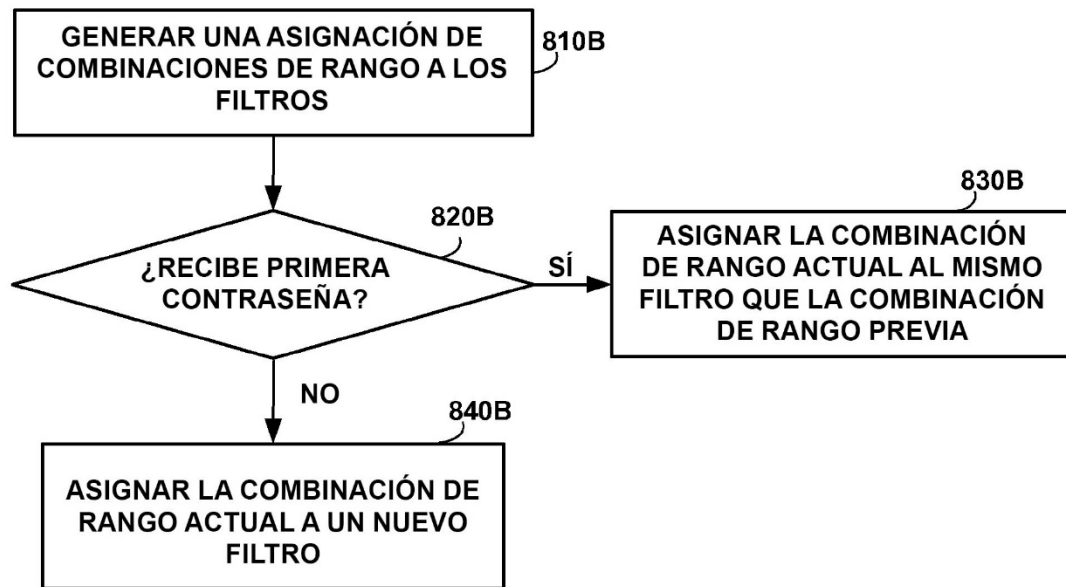 GENERAR UNA ASIGNACIÓN DE
COMBINACIONES DE RANGO A LOS
FILTROS
810B
820B
¿RECIBE PRIMERA
CONTRASEÑA?
SÍ
830B
ASIGNAR LA COMBINACIÓN
DE RANGO ACTUAL AL MISMO
FILTRO QUE LA COMBINACIÓN
DE RANGO PREVIA
NO
840B
ASIGNAR LA COMBINACIÓN DE
RANGO ACTUAL A UN NUEVO
FILTRO